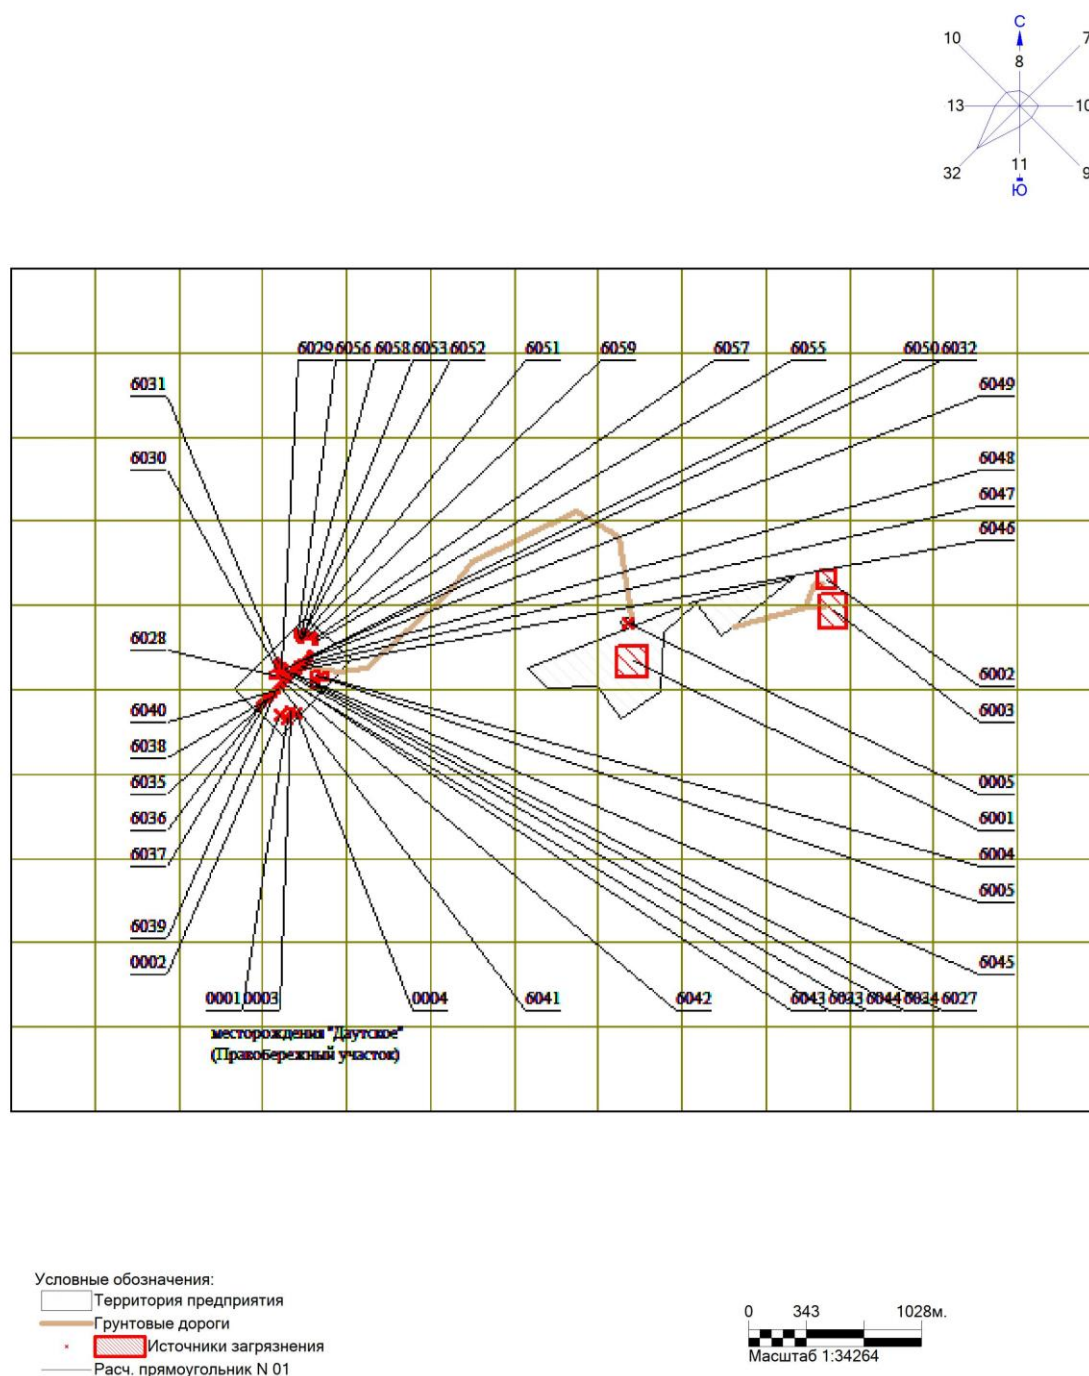 С
10 7
8
13 10
32 11 9
Ю
6029 6056 6058 6053 6052 6051 6059 6057 6055 6050 6032
6031 6049
6030 6048
6047
6046
6028
6002
6040 6003
6038
6035 0005
6036 6001
6037 6004
6005
6039
0002 6045
0001 0003 0004 6041 6042 6043 6033 6044 6034 6027
месторождения "Даутское"
(Правобережный участок)
Условные обозначения:
Территория предприятия
Грунтовые дороги
Источники загрязнения
Расч. прямоугольник N 01
0 343 1028м.
Масштаб 1:34264